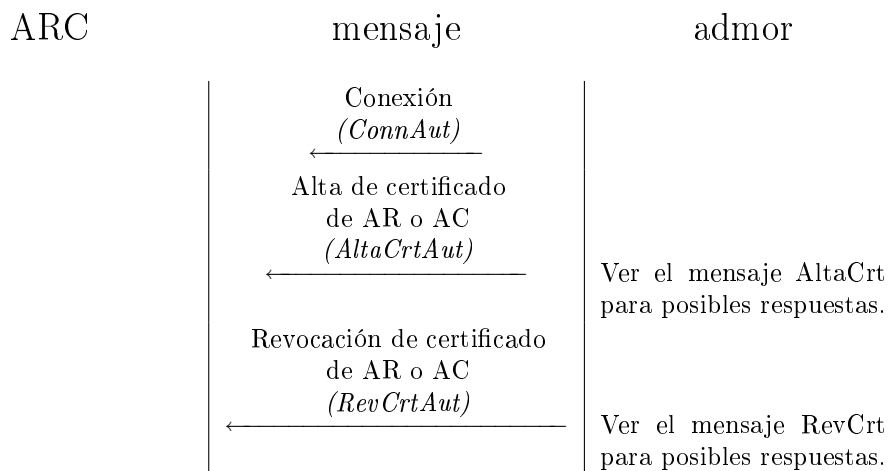 ARC mensaje admor
Conexión
(ConnAut)
Alta de certificado
de AR o AC
(AltaCrtAut)
Ver el mensaje AltaCrt
para posibles respuestas.
Revocación de certificado
de AR o AC
(RevCrtAut)
Ver el mensaje RevCrt
para posibles respuestas.